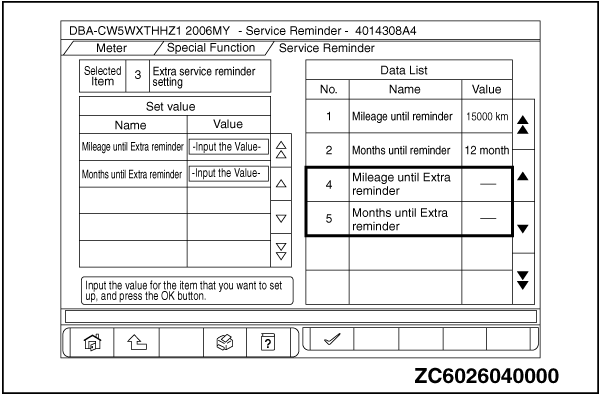 DBA-CW5WXTHHZ1 2006MY - Service Reminder - 4014308A4
Meter / Special Function / Service Reminder
Selected Item 3 Extra service reminder setting
Set value
Name Value
Mileage until Extra reminder -Input the Value-
Months until Extra reminder -Input the Value-
Input the value for the item that you want to set
up, and press the OK button.
Data List
No. Name Value
1 Mileage until reminder 15000 km
2 Months until reminder 12 month
4 Mileage until Extra reminder —
5 Months until Extra reminder —
?
ZC6026040000